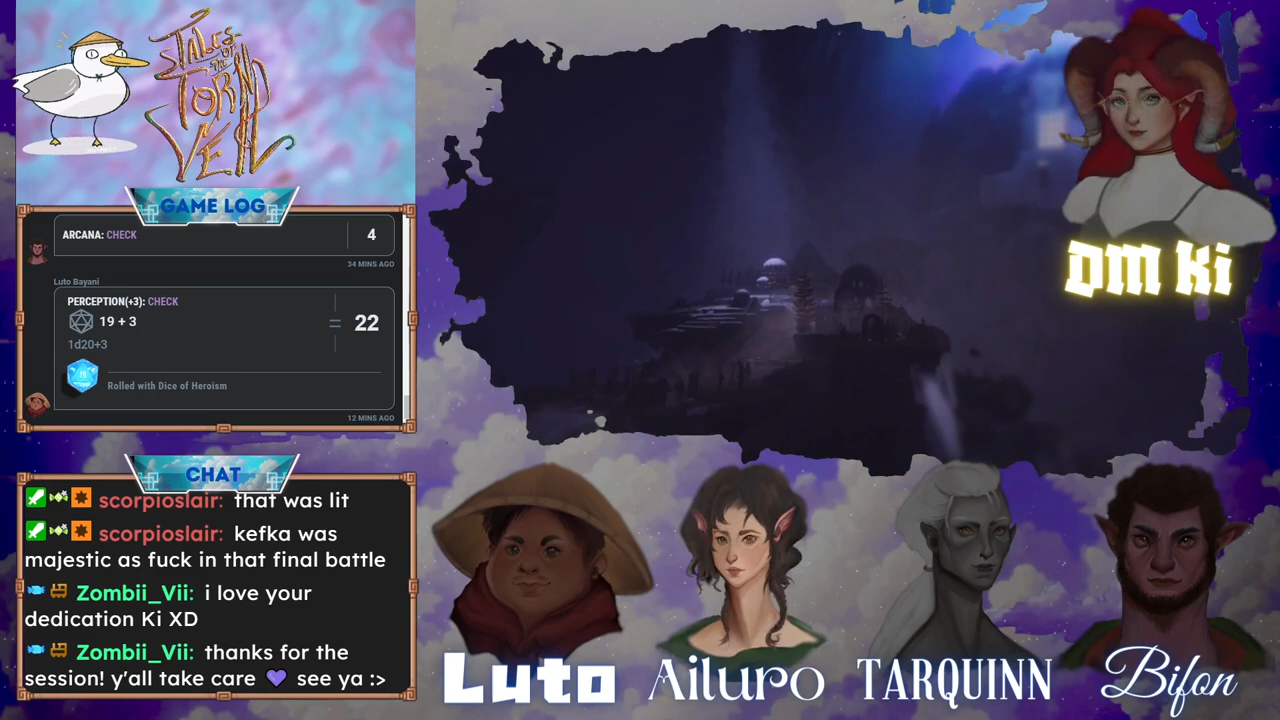 TALES
OF THE
TORN
VEIL
GAME LOG
ARCANA: CHECK
4
34 MINS AGO
Luto Bayani
PERCEPTION(+3): CHECK
19 + 3
= 22
1d20+3
Rolled with Dice of Heroism
12 MINS AGO
CHAT
scorpioslair: that was lit
scorpioslair: kefka was
majestic as fuck in that final battle
Zombii_Vii: i love your
dedication Ki XD
Zombii_Vii: thanks for the
session! y'all take care 💜 see ya :>
DM Ki
Luto
Ailuro
TARQUINN
Bifon